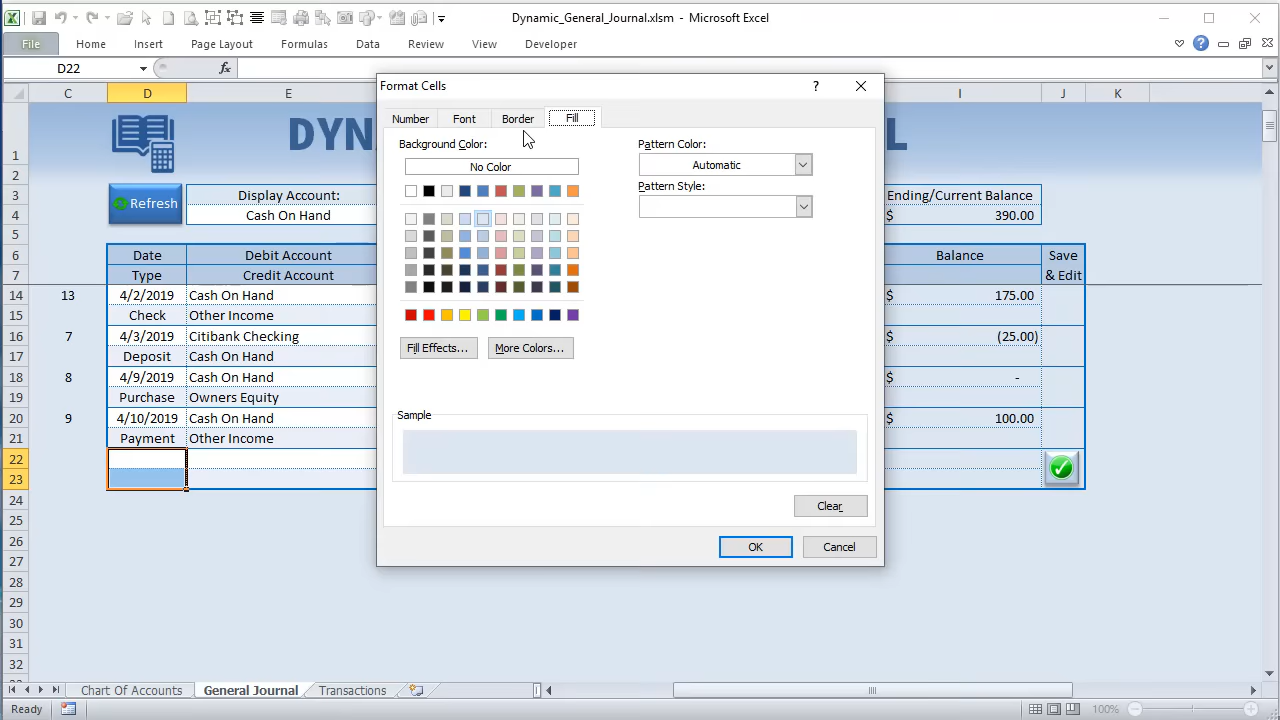 Dynamic_General_Journal.xlsm - Microsoft Excel
File Home Insert Page Layout Formulas Data Review View Developer
D22 fx
Format Cells
Number Font Border Fill
Background Color:
No Color
Pattern Color:
Automatic
Pattern Style:
Fill Effects...
More Colors...
Sample
Clear
OK Cancel
C D E I J K
1
2
3
4
5
6
7
14
15
16
17
18
19
20
21
22
23
24
25
26
27
28
29
30
31
32
DYN L
Refresh
Display Account:
Cash On Hand
Ending/Current Balance
$ 390.00
Date Debit Account Balance Save
Type Credit Account & Edit
13 4/2/2019 Cash On Hand $ 175.00
Check Other Income
7 4/3/2019 Citibank Checking $ (25.00)
Deposit Cash On Hand
8 4/9/2019 Cash On Hand $ -
Purchase Owners Equity
9 4/10/2019 Cash On Hand $ 100.00
Payment Other Income
Chart Of Accounts General Journal Transactions
Ready 100%